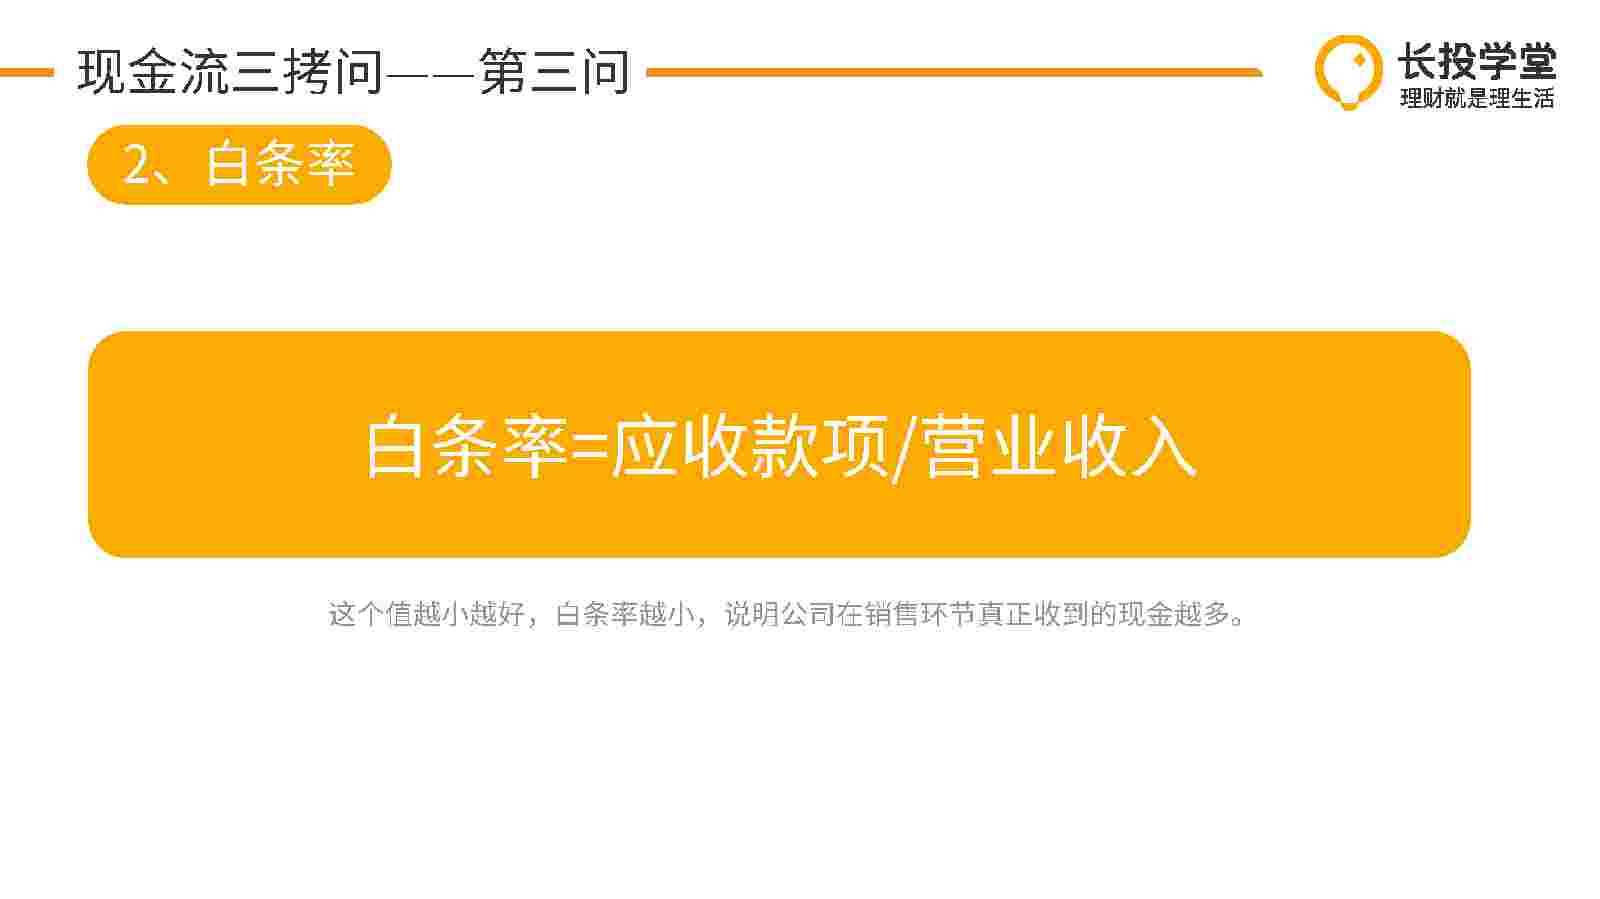 现金流三拷问——第三问
长投学堂
理财就是理生活
2、白条率
白条率=应收款项/营业收入
这个值越小越好，白条率越小，说明公司在销售环节真正收到的现金越多。